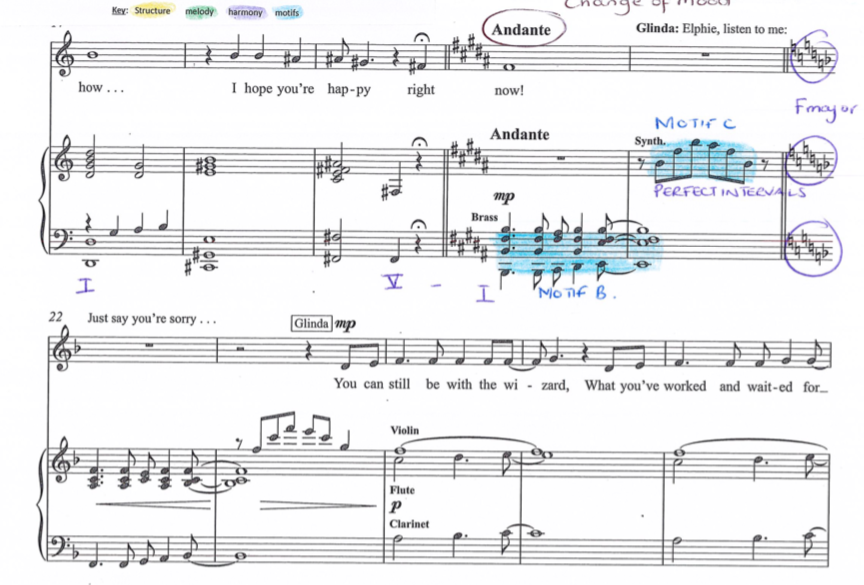 Change of Mood
Key: Structure melody harmony motifs
Andante
Glinda: Elphie, listen to me:
how . . . I hope you're hap - py right now!
F major
MOTIF C
Andante
Synth.
PERFECT INTERVALS
mp
Brass
I V - I MOTIF B.
22 Just say you're sorry . . .
Glinda mp
You can still be with the wi - zard, What you've worked and wait-ed for_
Violin
Flute
p
Clarinet